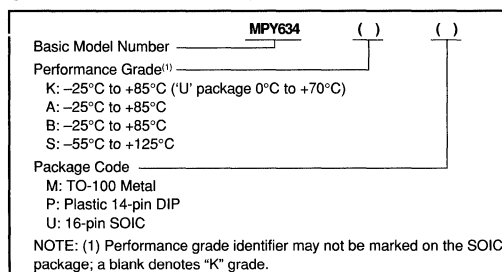 MPY634 ( ) ( )
Basic Model Number
Performance Grade(1)
K: –25°C to +85°C (‘U’ package 0°C to +70°C)
A: –25°C to +85°C
B: –25°C to +85°C
S: –55°C to +125°C
Package Code
M: TO-100 Metal
P: Plastic 14-pin DIP
U: 16-pin SOIC
NOTE: (1) Performance grade identifier may not be marked on the SOIC
package; a blank denotes “K” grade.